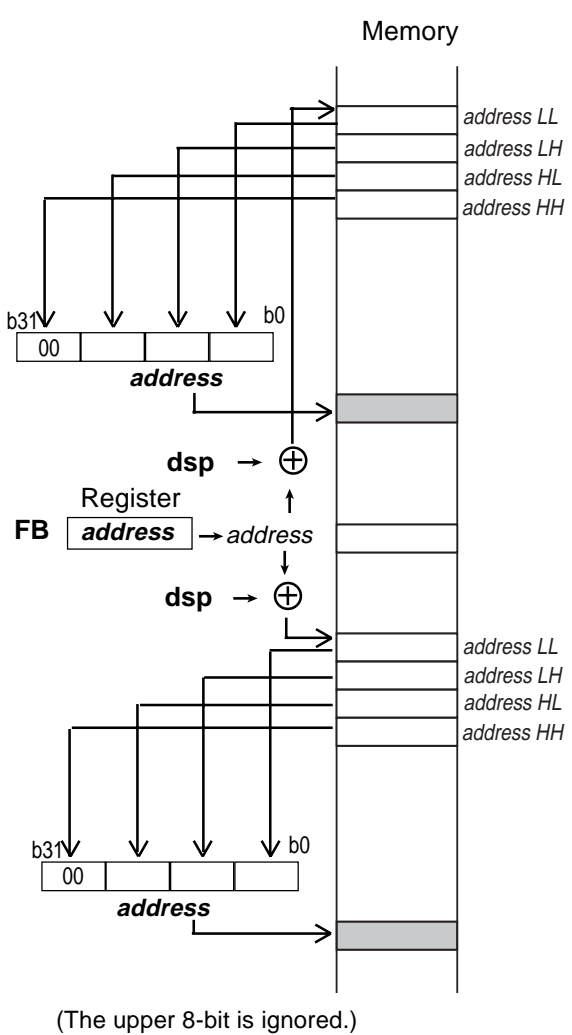 Memory
address LL
address LH
address HL
address HH
b31 b0
00
address
dsp
Register
FB address address
dsp
address LL
address LH
address HL
address HH
b31 b0
00
address
(The upper 8-bit is ignored.)